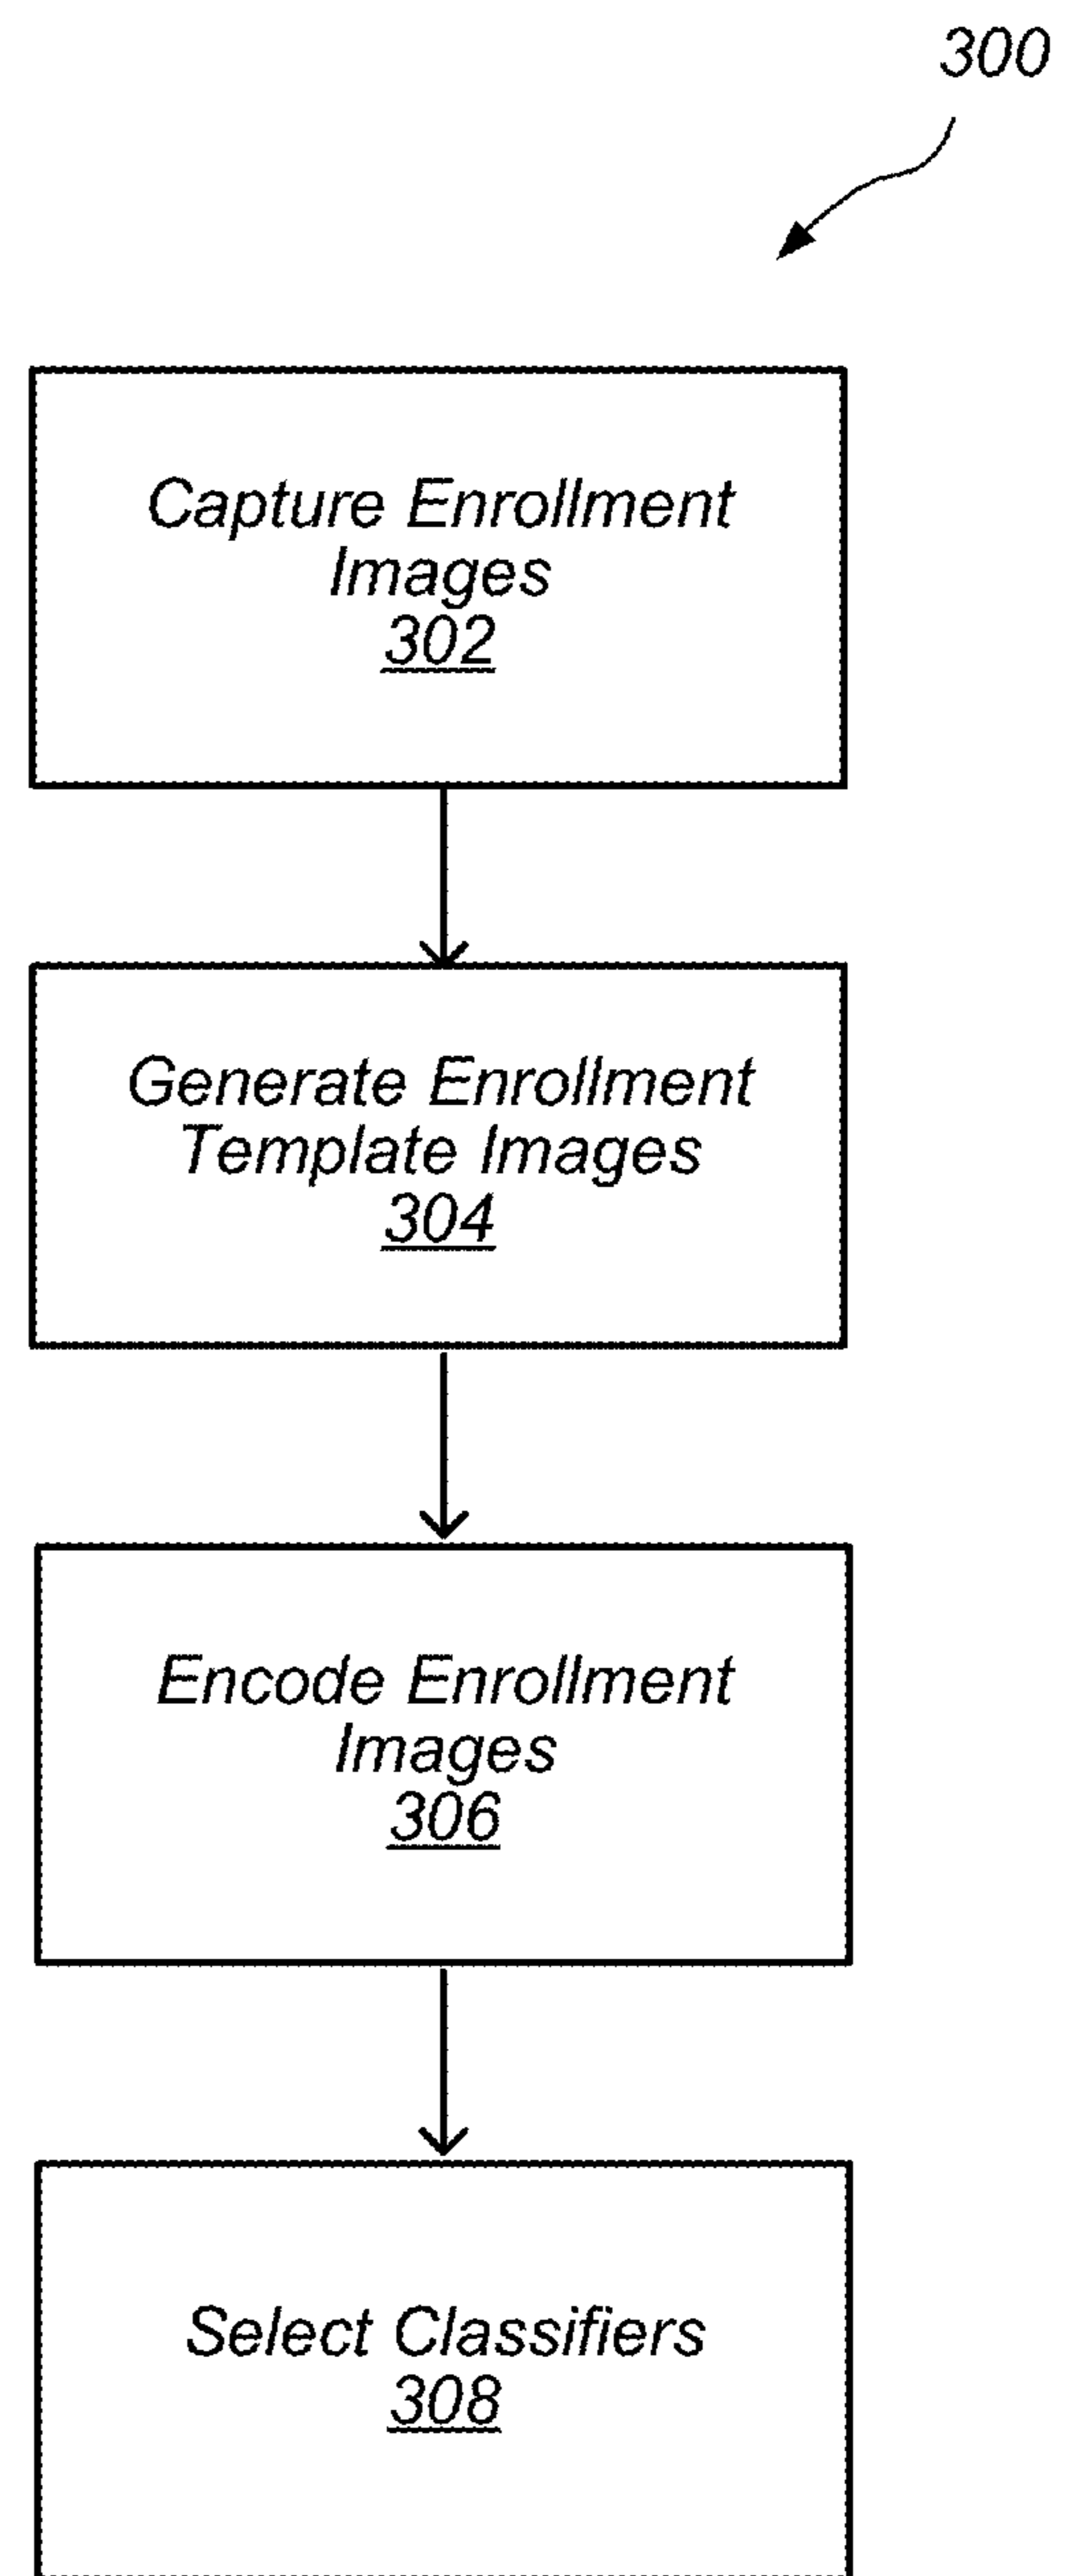 300
Capture Enrollment
Images
302
Generate Enrollment
Template Images
304
Encode Enrollment
Images
306
Select Classifiers
308